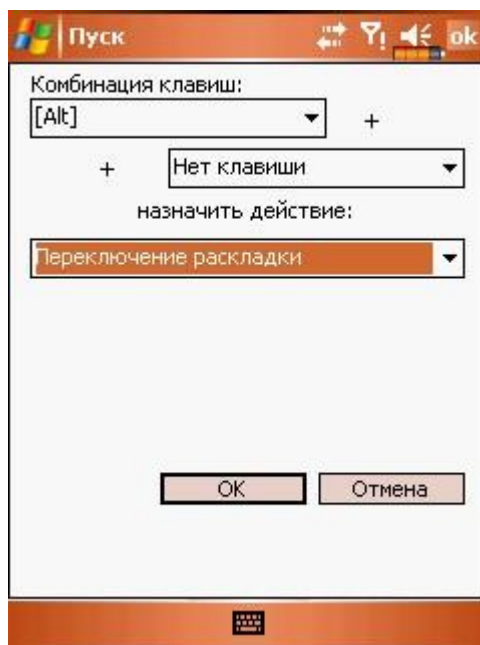 Пуск ok
Комбинация клавиш:
[Alt] +
+ Нет клавиши
назначить действие:
Переключение раскладки
OK Отмена